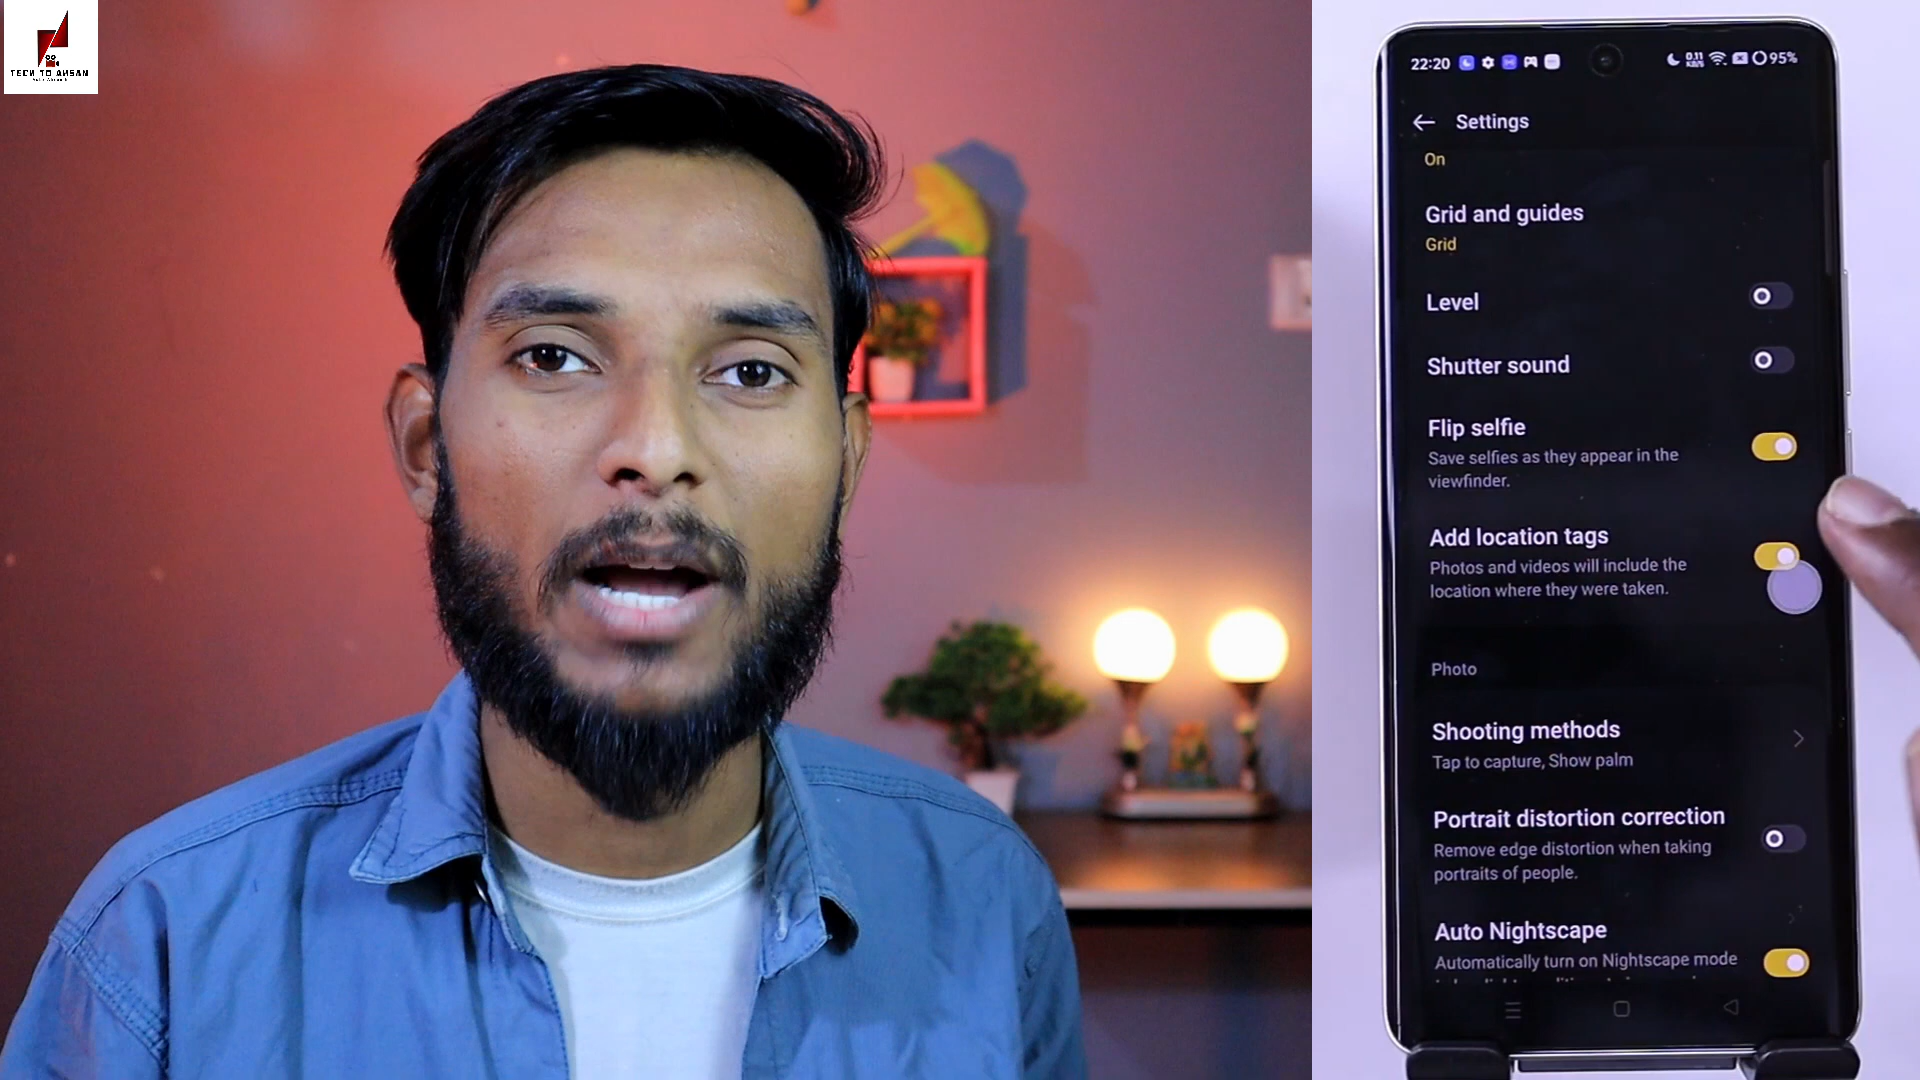 TECH TO AHSAN
22:20
0.11
KB/S
95%
Settings
On
Grid and guides
Grid
Level
Shutter sound
Flip selfie
Save selfies as they appear in the
viewfinder.
Add location tags
Photos and videos will include the
location where they were taken.
Photo
Shooting methods
Tap to capture, Show palm
Portrait distortion correction
Remove edge distortion when taking
portraits of people.
Auto Nightscape
Automatically turn on Nightscape mode